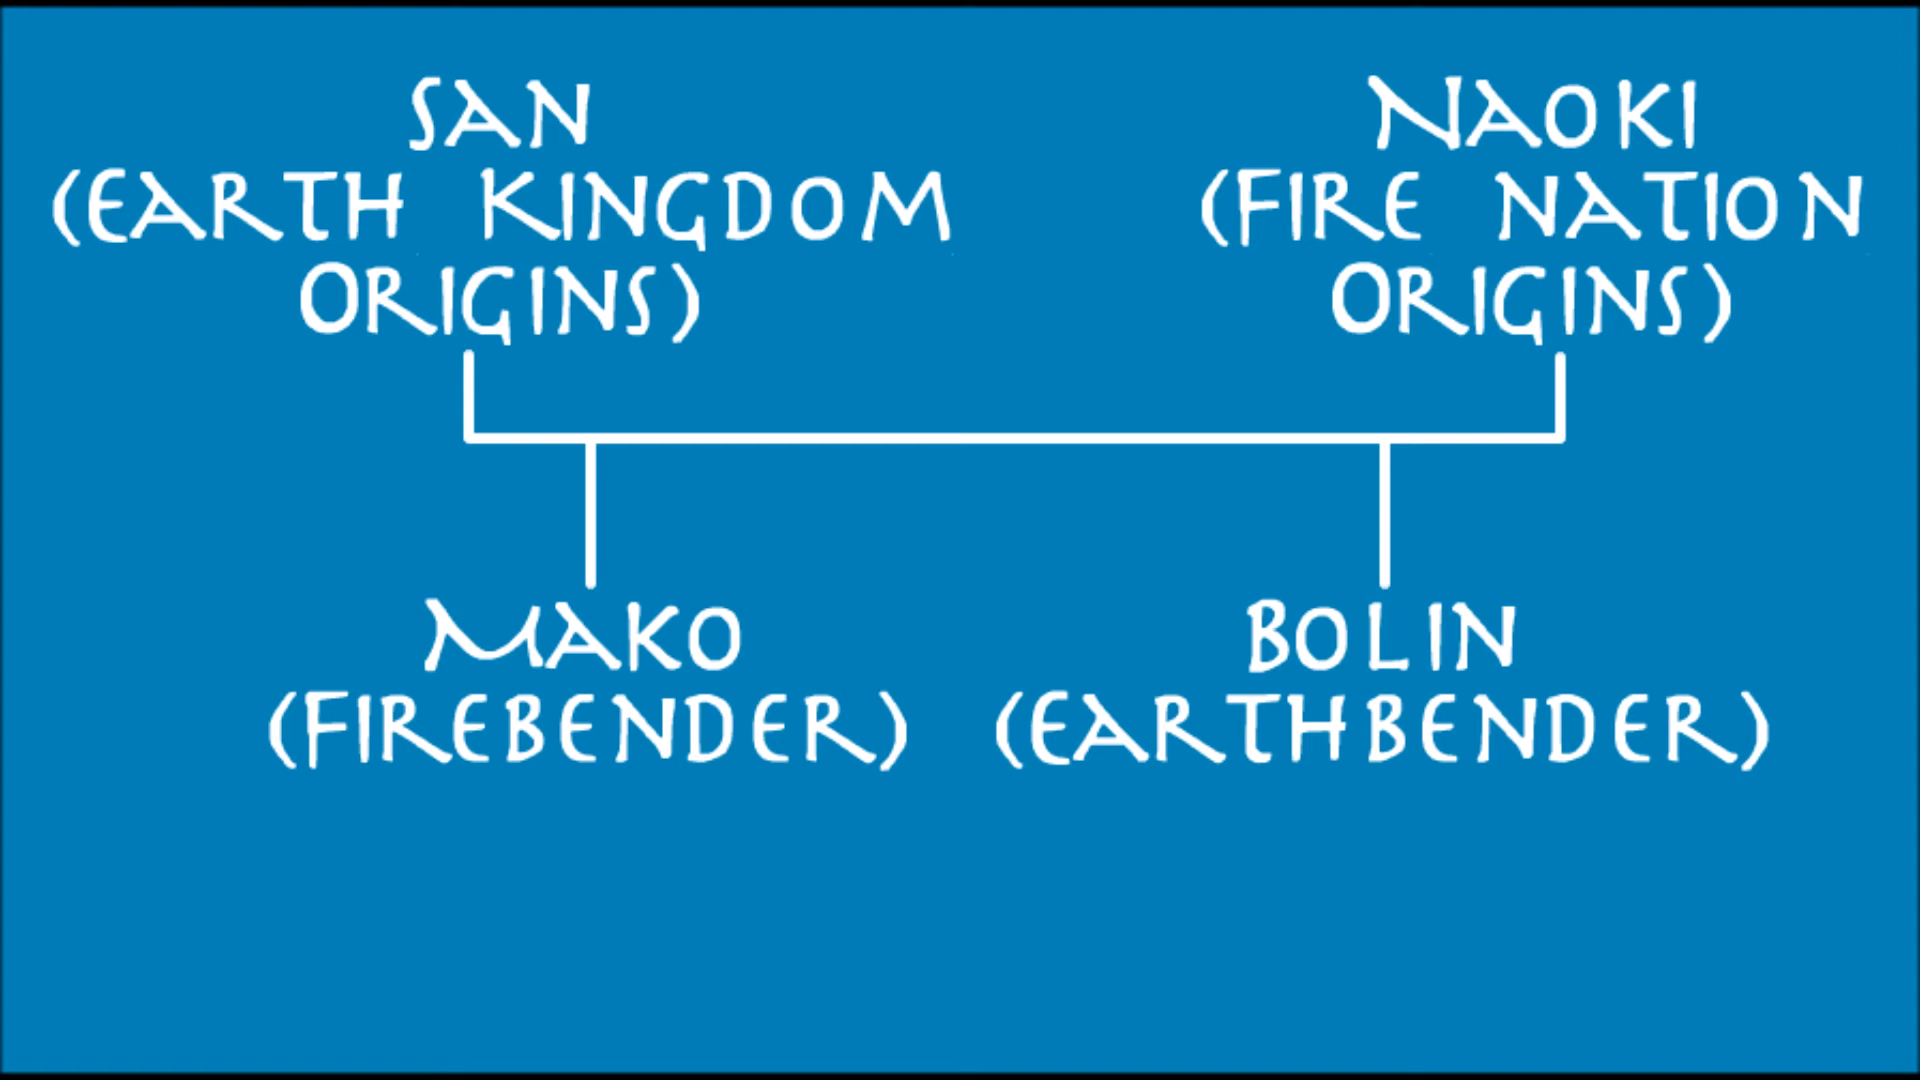 San
(Earth Kingdom
Origins)
Naoki
(Fire Nation
Origins)
Mako
(Firebender)
Bolin
(Earthbender)